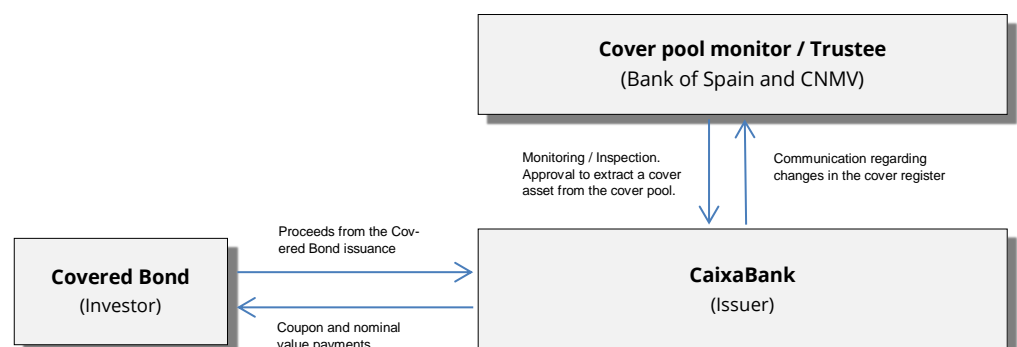 Cover pool monitor / Trustee
(Bank of Spain and CNMV)
Monitoring / Inspection.
Approval to extract a cover
asset from the cover pool.
Communication regarding
changes in the cover register
Proceeds from the Cov-
ered Bond issuance
Covered Bond
(Investor)
CaixaBank
(Issuer)
Coupon and nominal
value payments